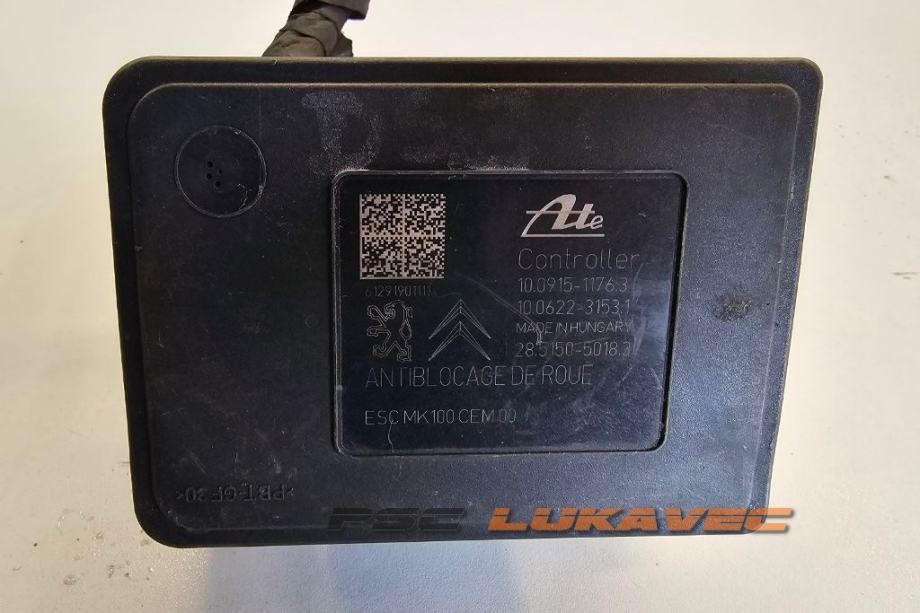 Ate
Controller
10.0915-1176.3
10.0622-3153.1
MADE IN HUNGARY
28.5150-5018.3
61291901111
ANTIBLOCAGE DE ROUE
ESC MK100 CEM 00
>PBT-GF30<
PSC LUKAVEC